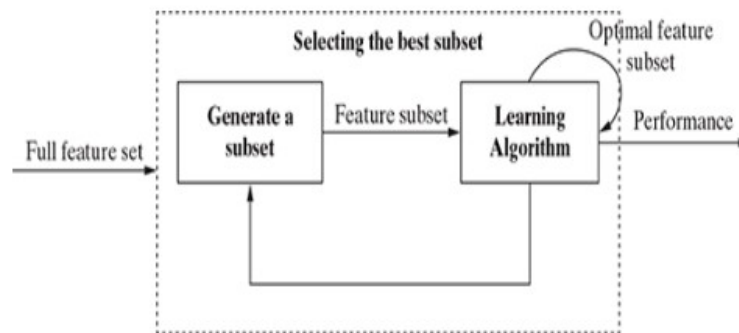 Selecting the best subset
Optimal feature
subset
Generate a
subset
Feature subset
Learning
Algorithm
Performance
Full feature set